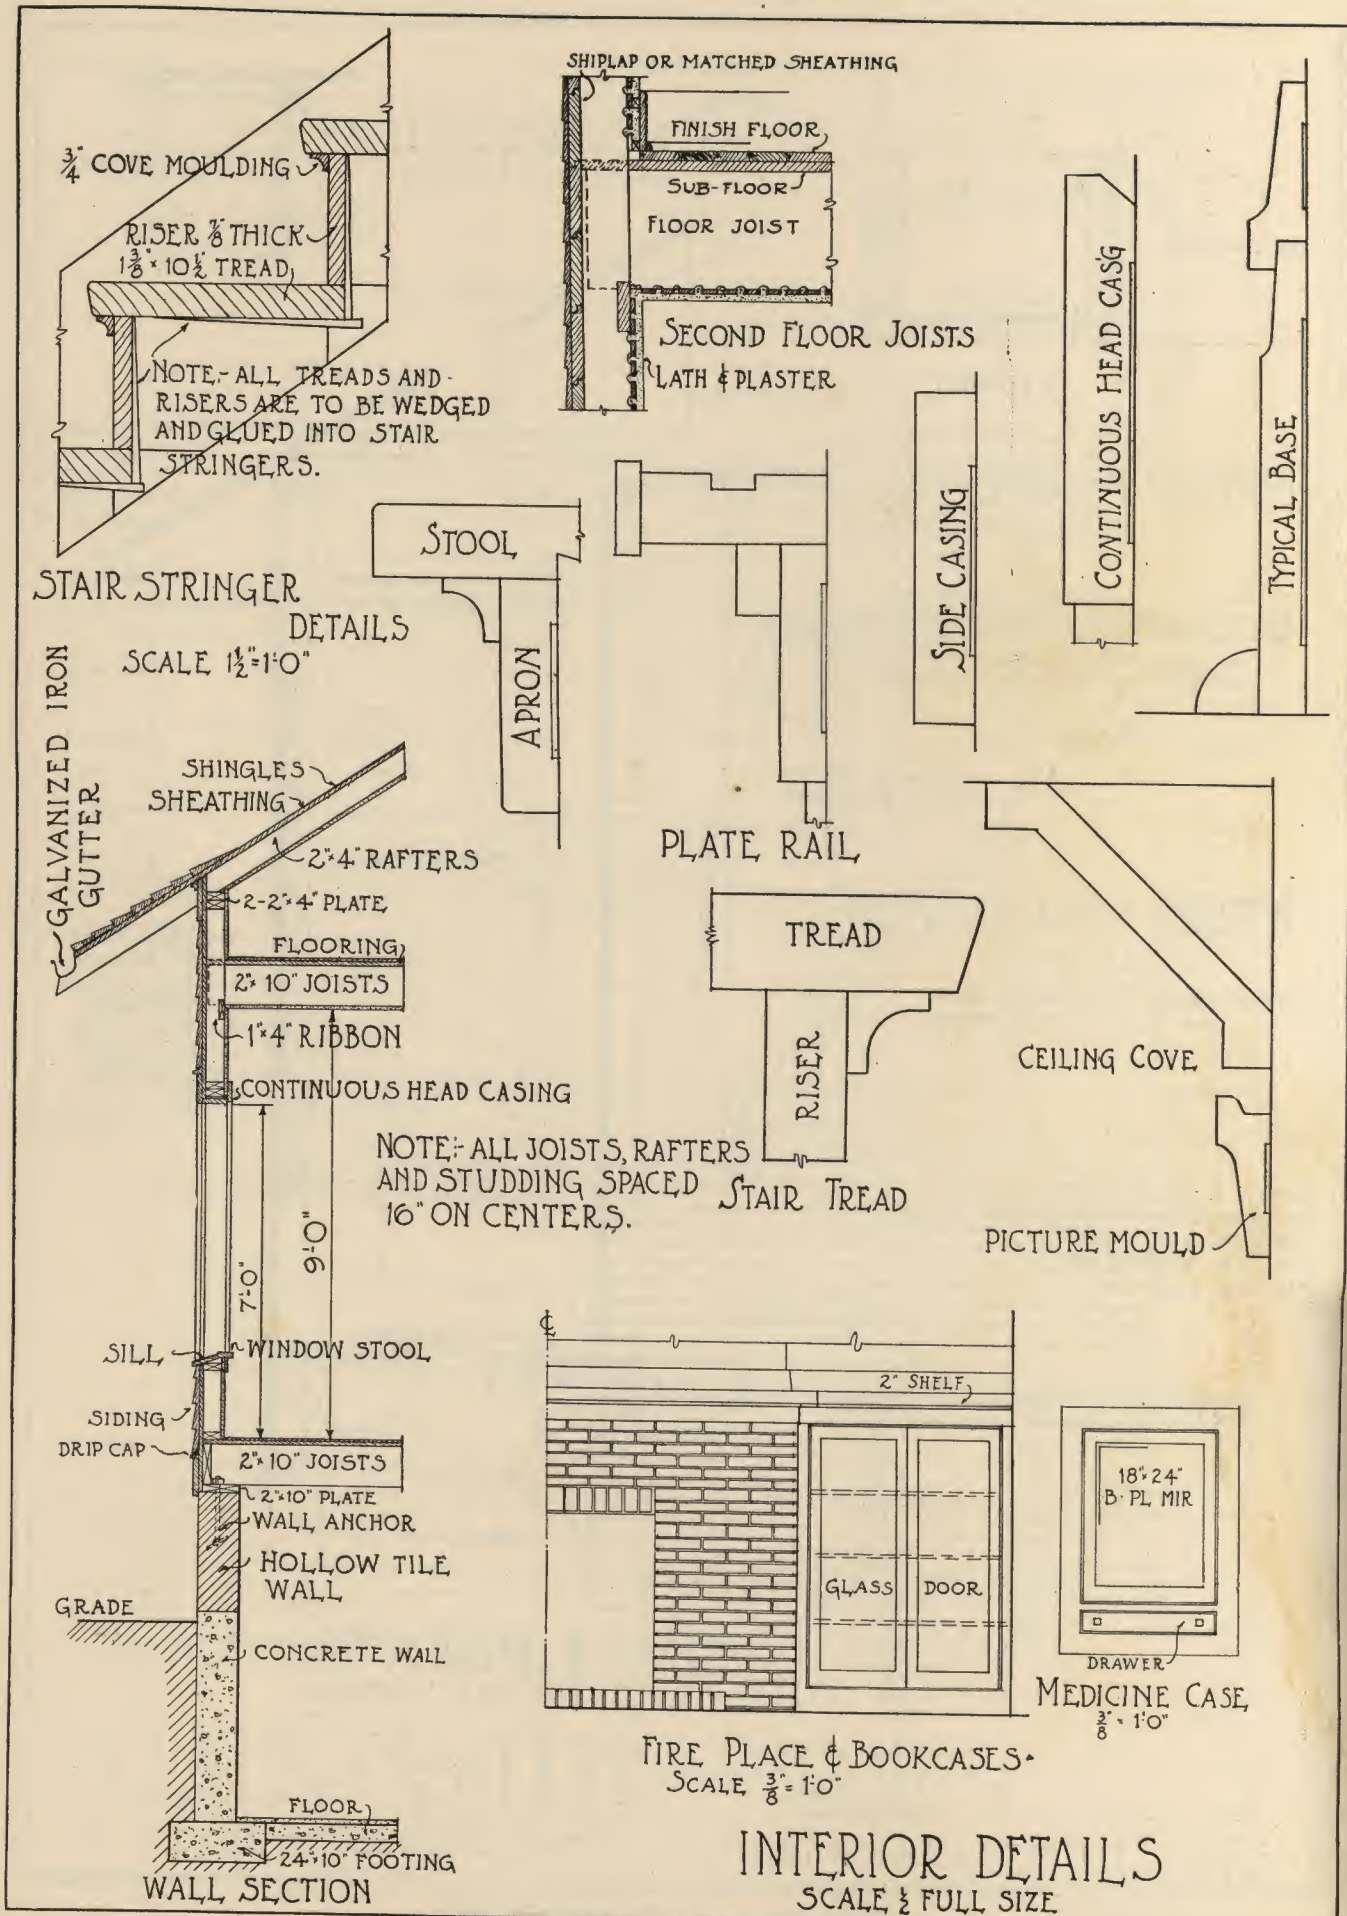 3/4" COVE MOULDING
RISER 7/8" THICK
1 3/8" × 10 1/2" TREAD
NOTE:- ALL TREADS AND
RISERS ARE TO BE WEDGED
AND GLUED INTO STAIR
STRINGERS.
STAIR STRINGER
DETAILS
SCALE 1 1/2" = 1'-0"
SHIPLAP OR MATCHED SHEATHING
FINISH FLOOR
SUB-FLOOR
FLOOR JOIST
SECOND FLOOR JOISTS
LATH & PLASTER
STOOL
APRON
PLATE RAIL
SIDE CASING
CONTINUOUS HEAD CAS'G
TYPICAL BASE
GALVANIZED IRON
GUTTER
SHINGLES
SHEATHING
2"×4" RAFTERS
2-2"×4" PLATE
FLOORING
2"×10" JOISTS
1"×4" RIBBON
CONTINUOUS HEAD CASING
7'-0"
9'-0"
SILL
WINDOW STOOL
SIDING
DRIP CAP
2"×10" JOISTS
2"×10" PLATE
WALL ANCHOR
HOLLOW TILE
WALL
GRADE
CONCRETE WALL
FLOOR
24"×10" FOOTING
WALL SECTION
NOTE:- ALL JOISTS, RAFTERS
AND STUDDING SPACED
16" ON CENTERS.
TREAD
RISER
STAIR TREAD
CEILING COVE
PICTURE MOULD
℄
2" SHELF
GLASS DOOR
FIRE PLACE & BOOKCASES.
SCALE 3/8" = 1'-0"
18"×24"
B. PL MIR
DRAWER
MEDICINE CASE
3/8" = 1'0"
INTERIOR DETAILS
SCALE 1/2 FULL SIZE